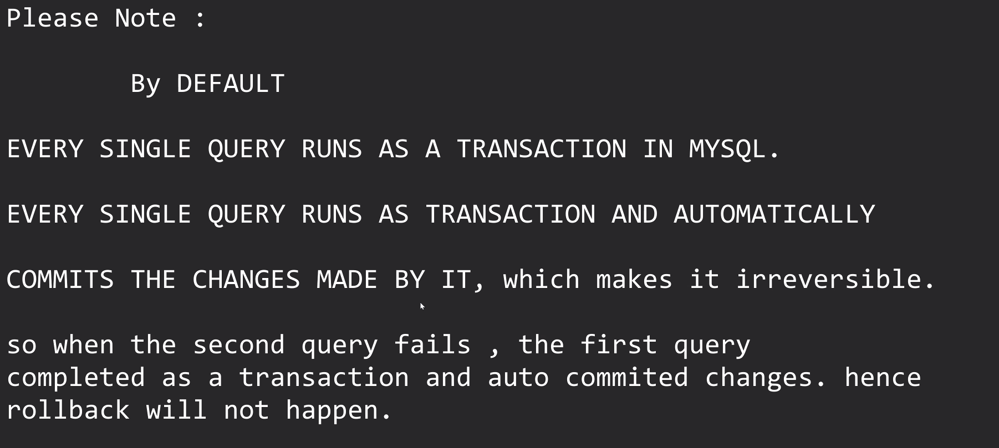 Please Note :
By DEFAULT
EVERY SINGLE QUERY RUNS AS A TRANSACTION IN MYSQL.
EVERY SINGLE QUERY RUNS AS TRANSACTION AND AUTOMATICALLY
COMMITS THE CHANGES MADE BY IT, which makes it irreversible.
so when the second query fails , the first query
completed as a transaction and auto commited changes. hence
rollback will not happen.